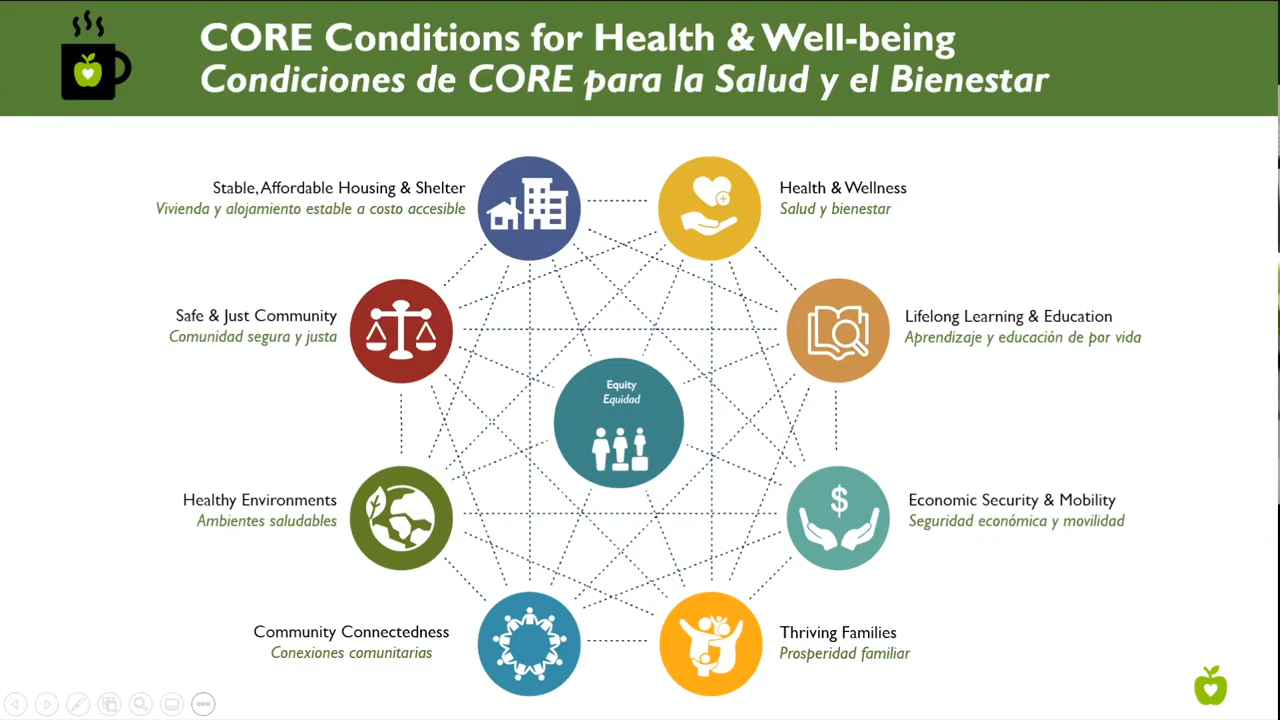 CORE Conditions for Health & Well-being
Condiciones de CORE para la Salud y el Bienestar
Stable, Affordable Housing & Shelter
Vivienda y alojamiento estable a costo accesible
Health & Wellness
Salud y bienestar
Safe & Just Community
Comunidad segura y justa
Lifelong Learning & Education
Aprendizaje y educación de por vida
Equity
Equidad
Healthy Environments
Ambientes saludables
$
Economic Security & Mobility
Seguridad económica y movilidad
Community Connectedness
Conexiones comunitarias
Thriving Families
Prosperidad familiar